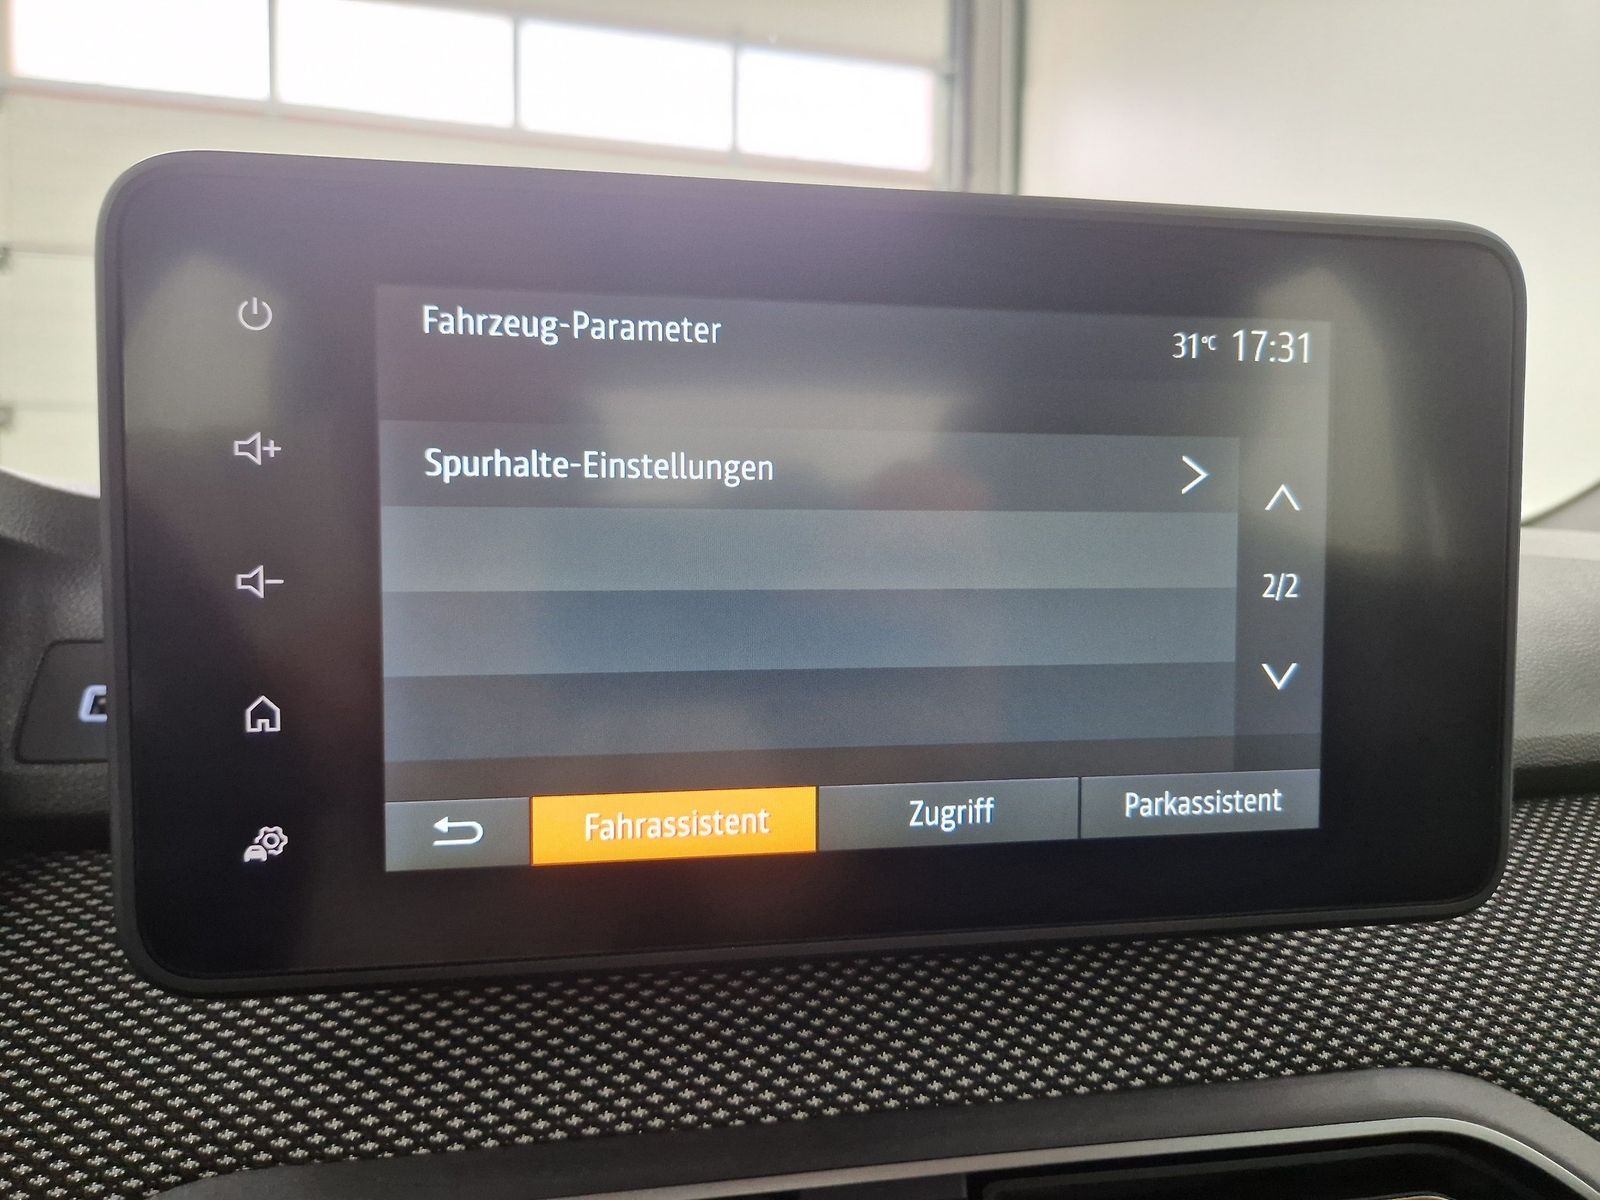 Fahrzeug-Parameter
31°C 17:31
Spurhalte-Einstellungen
2/2
Fahrassistent
Zugriff
Parkassistent